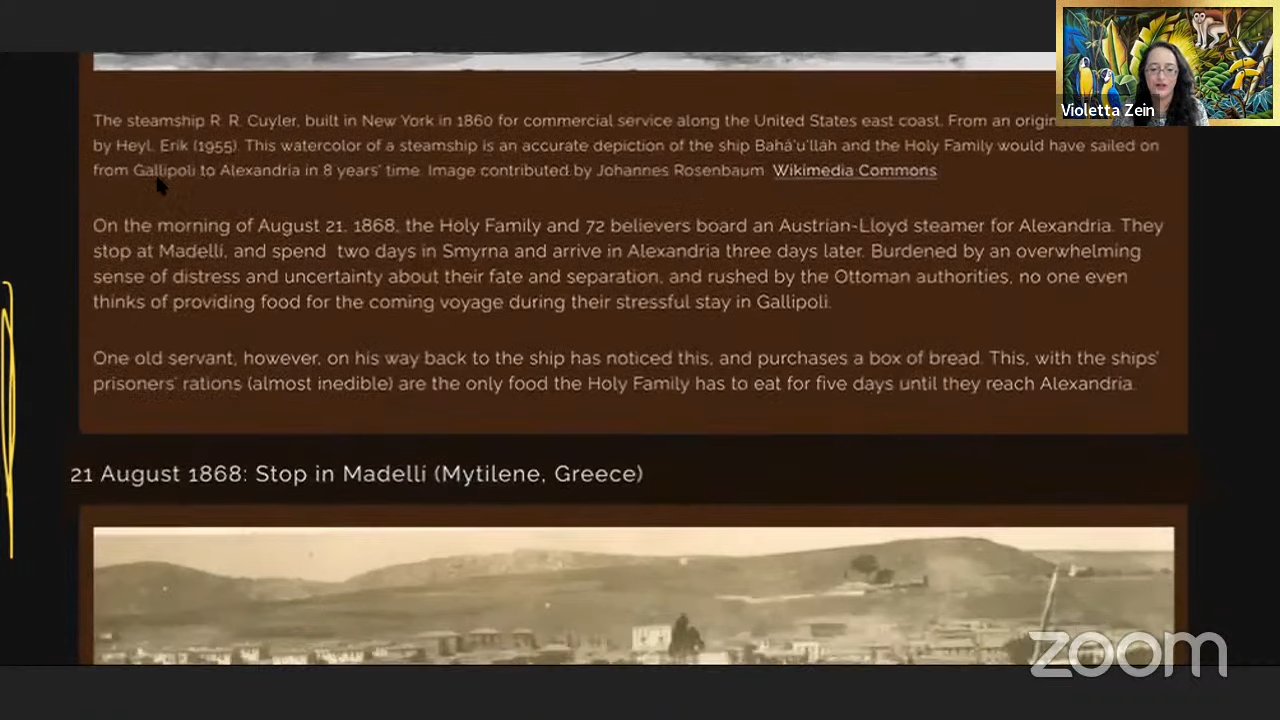 Violetta Zein
The steamship R. R. Cuyler, built in New York in 1860 for commercial service along the United States east coast. From an origin
by Heyl, Erik (1955). This watercolor of a steamship is an accurate depiction of the ship Bahá'u'lláh and the Holy Family would have sailed on
from Gallipoli to Alexandria in 8 years' time. Image contributed by Johannes Rosenbaum Wikimedia Commons
On the morning of August 21, 1868, the Holy Family and 72 believers board an Austrian-Lloyd steamer for Alexandria. They
stop at Madellí, and spend two days in Smyrna and arrive in Alexandria three days later. Burdened by an overwhelming
sense of distress and uncertainty about their fate and separation, and rushed by the Ottoman authorities, no one even
thinks of providing food for the coming voyage during their stressful stay in Gallipoli.
One old servant, however, on his way back to the ship has noticed this, and purchases a box of bread. This, with the ships'
prisoners' rations (almost inedible) are the only food the Holy Family has to eat for five days until they reach Alexandria.
21 August 1868: Stop in Madellí (Mytilene, Greece)
zoom